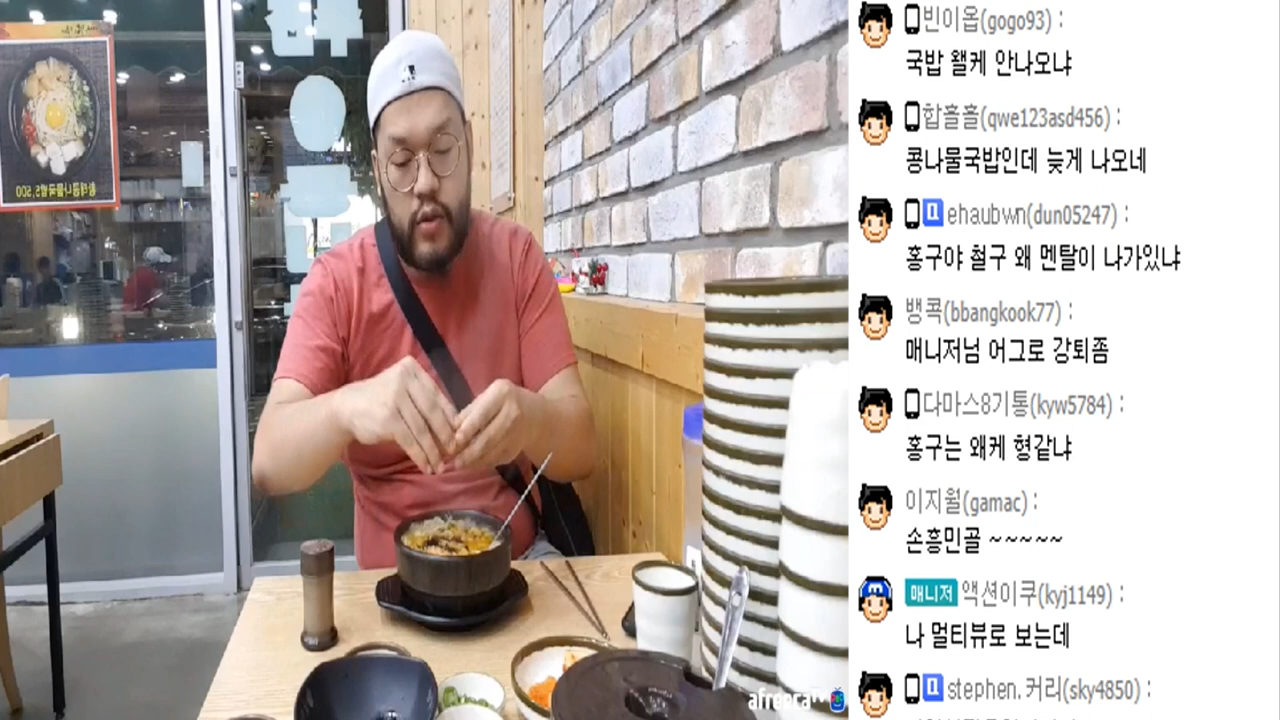 빈이옵(gogo93) :
국밥 왤케 안나오냐
합흘흘(qwe123asd456) :
콩나물국밥인데 늦게 나오네
ehaubwn(dun05247) :
홍구야 철구 왜 멘탈이 나가있냐
뱅콕(bbangkook77) :
매니저넘 어그로 강퇴좀
다마스8기통(kyw5784) :
홍구는 왜케 형같냐
이지월(gamac) :
손흥민골 ~~~~~
매니저 액션이쿠(kyj1149) :
나 멀티뷰로 보는데
stephen. 커리(sky4850) :
afreecaTV